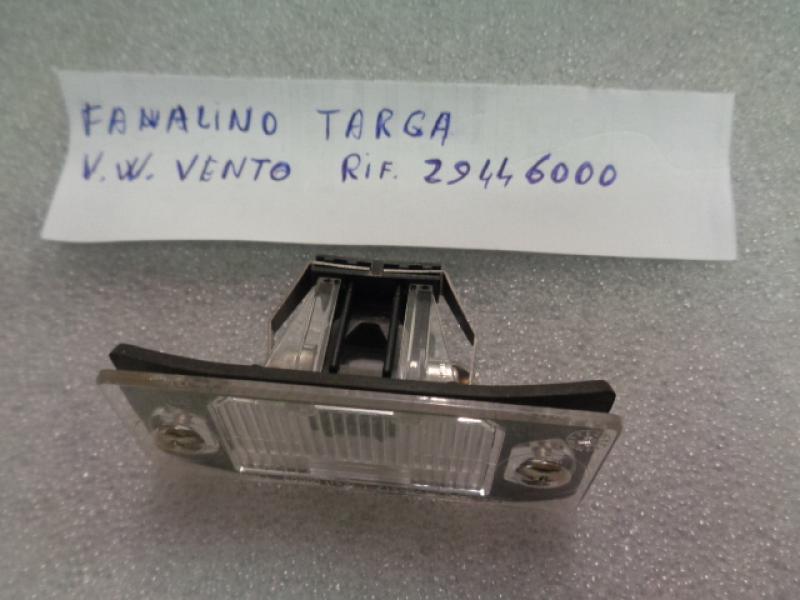 FANALINO TARGA
V.W. VENTO RIF. 29446000